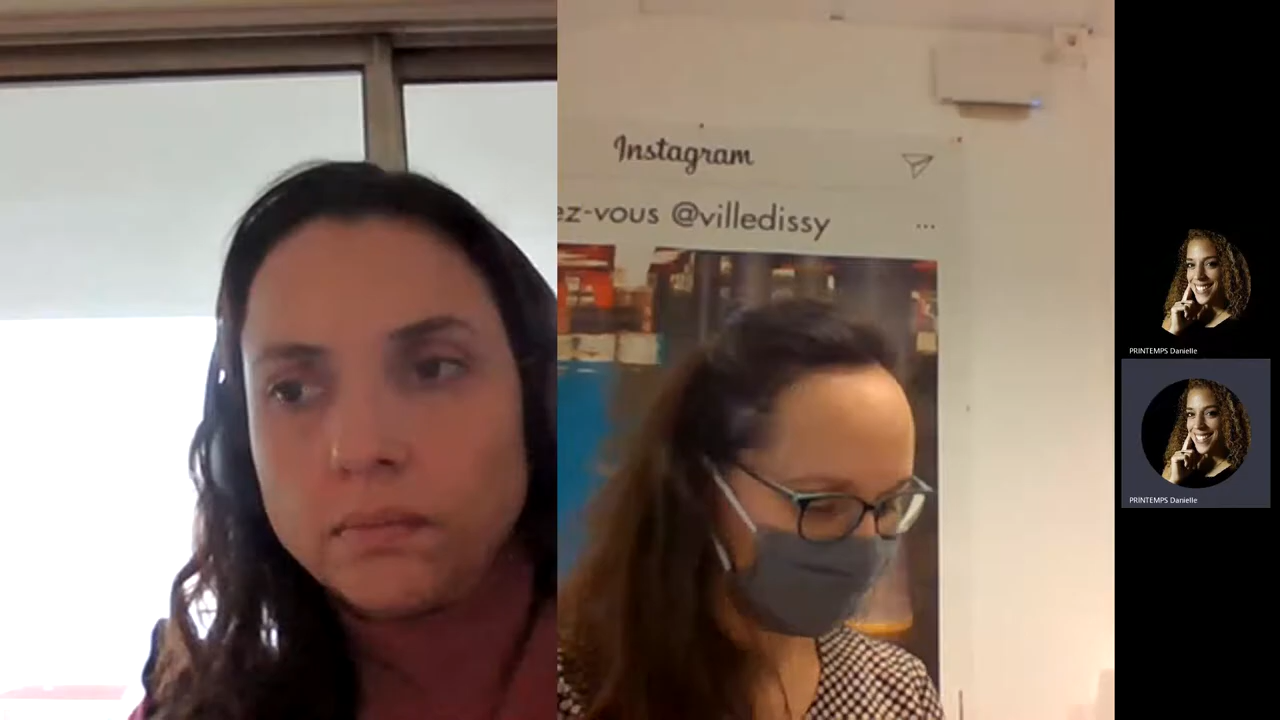 Instagram
ez-vous @villedissy
...
PRINTEMPS Danielle
PRINTEMPS Danielle